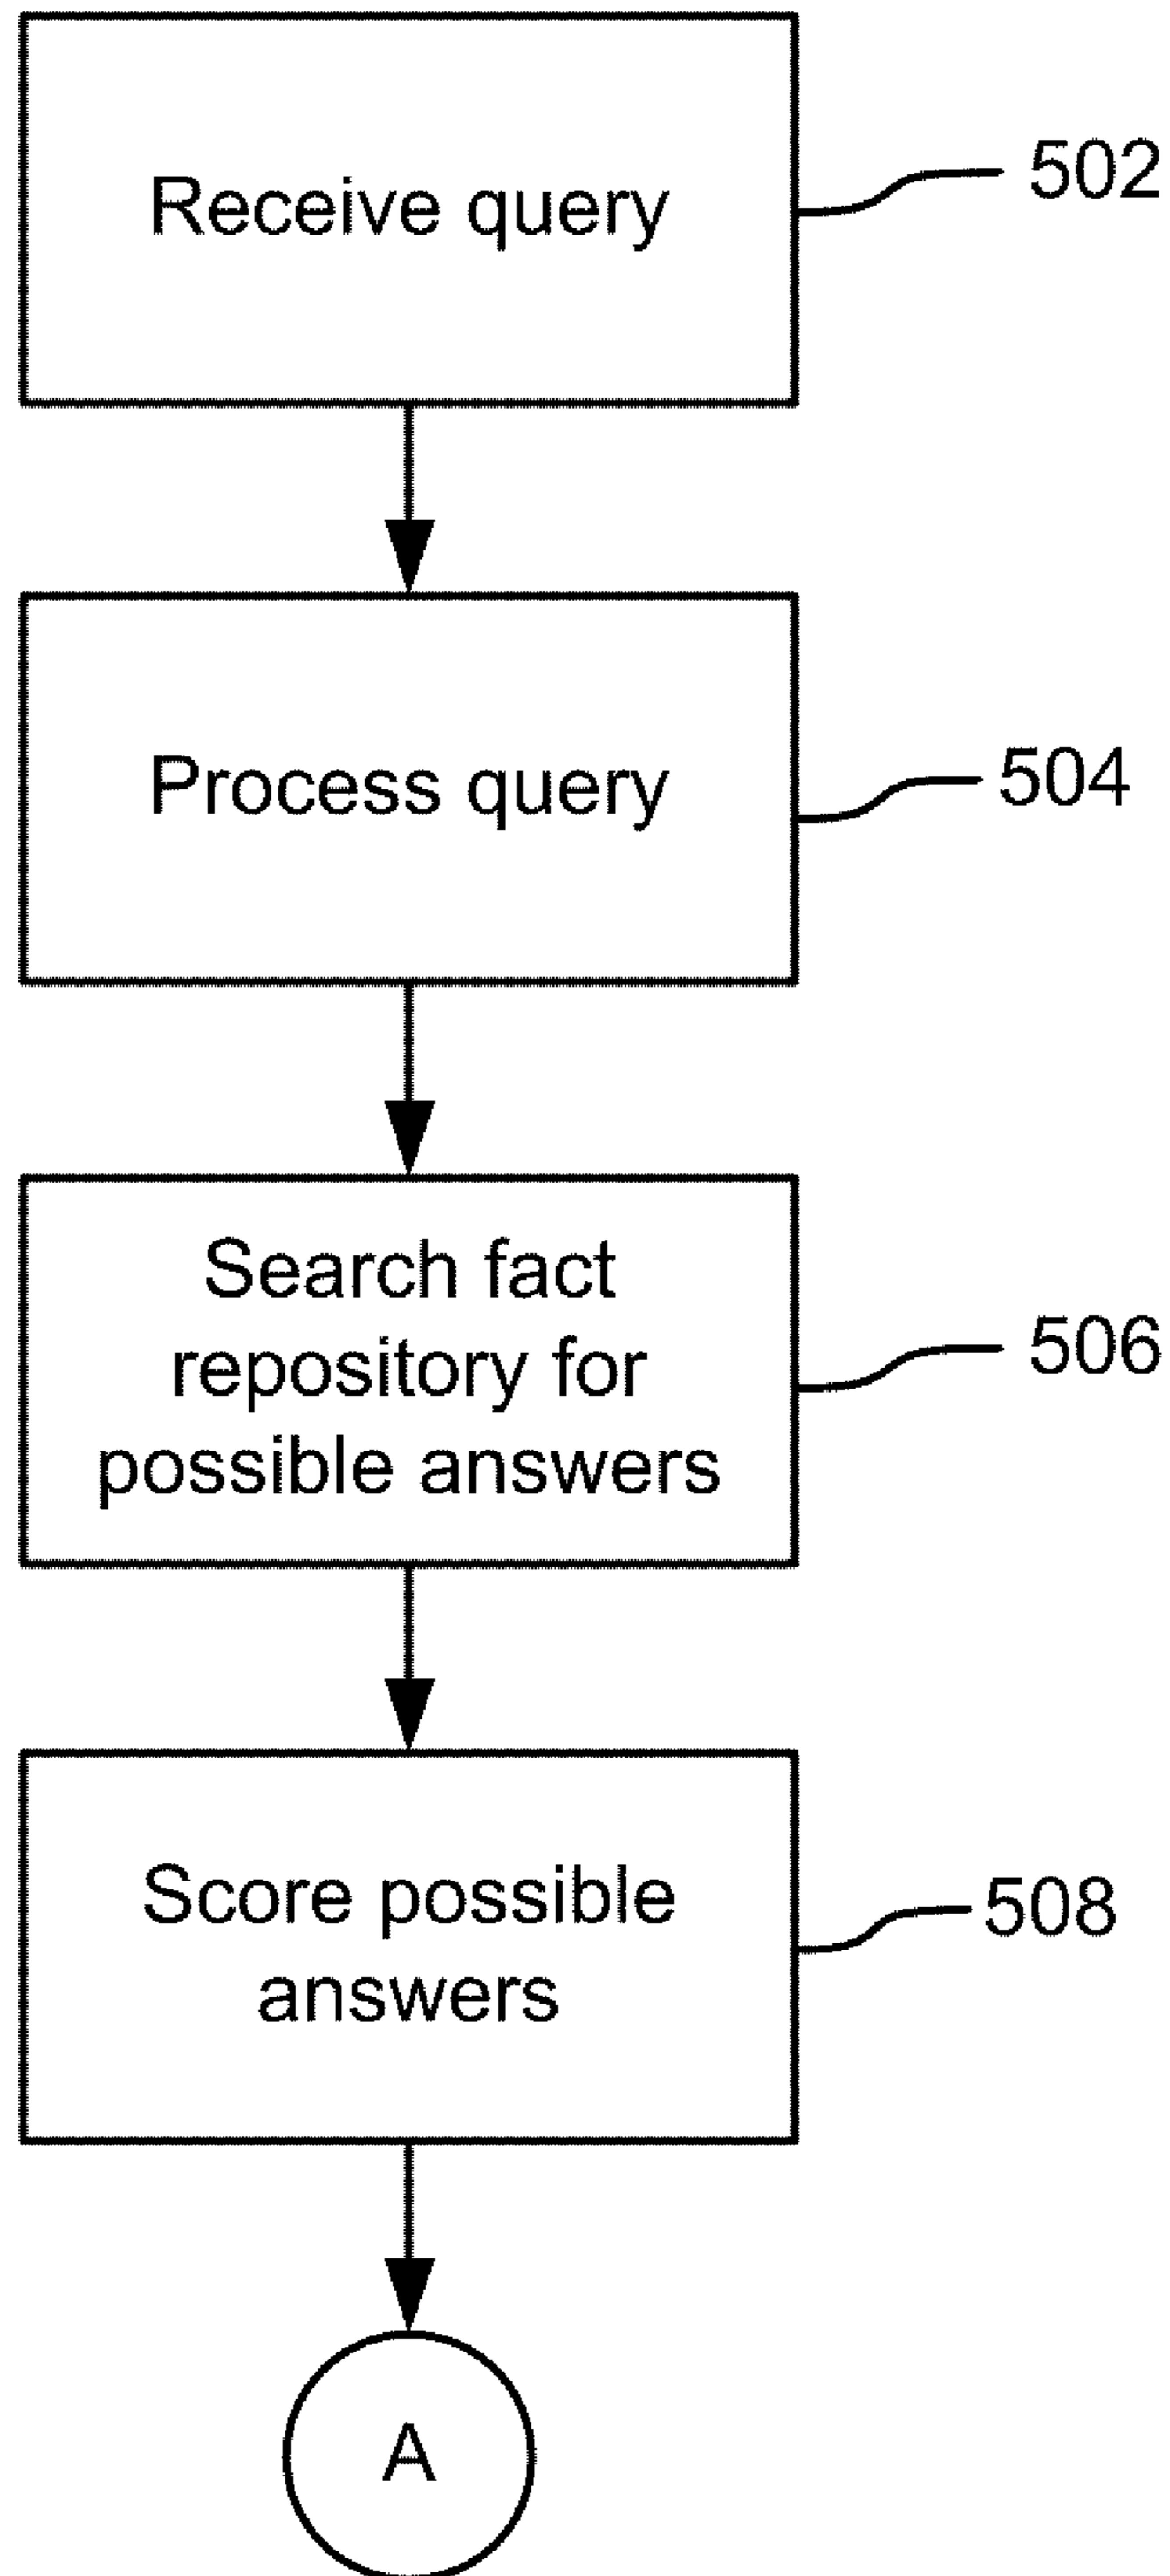 Receive query
502
Process query
504
Search fact
repository for
possible answers
506
Score possible
answers
508
A